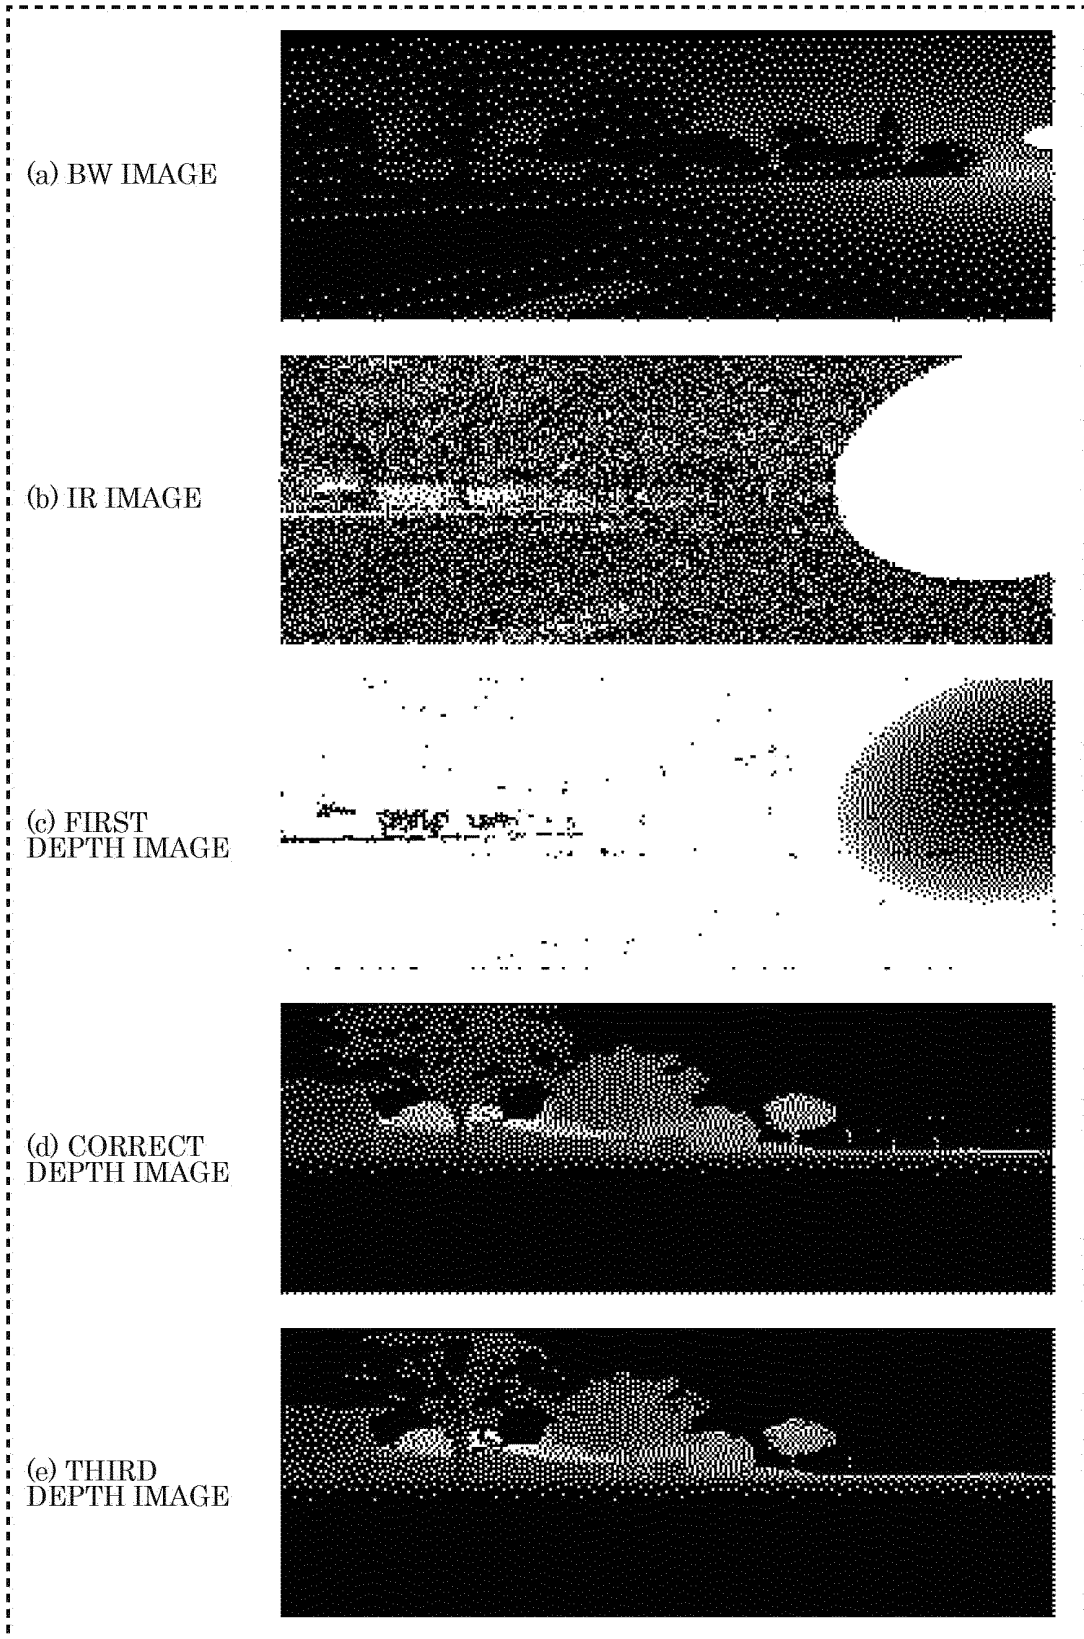 (a) BW IMAGE
(b) IR IMAGE
(c) FIRST
DEPTH IMAGE
(d) CORRECT
DEPTH IMAGE
(e) THIRD
DEPTH IMAGE